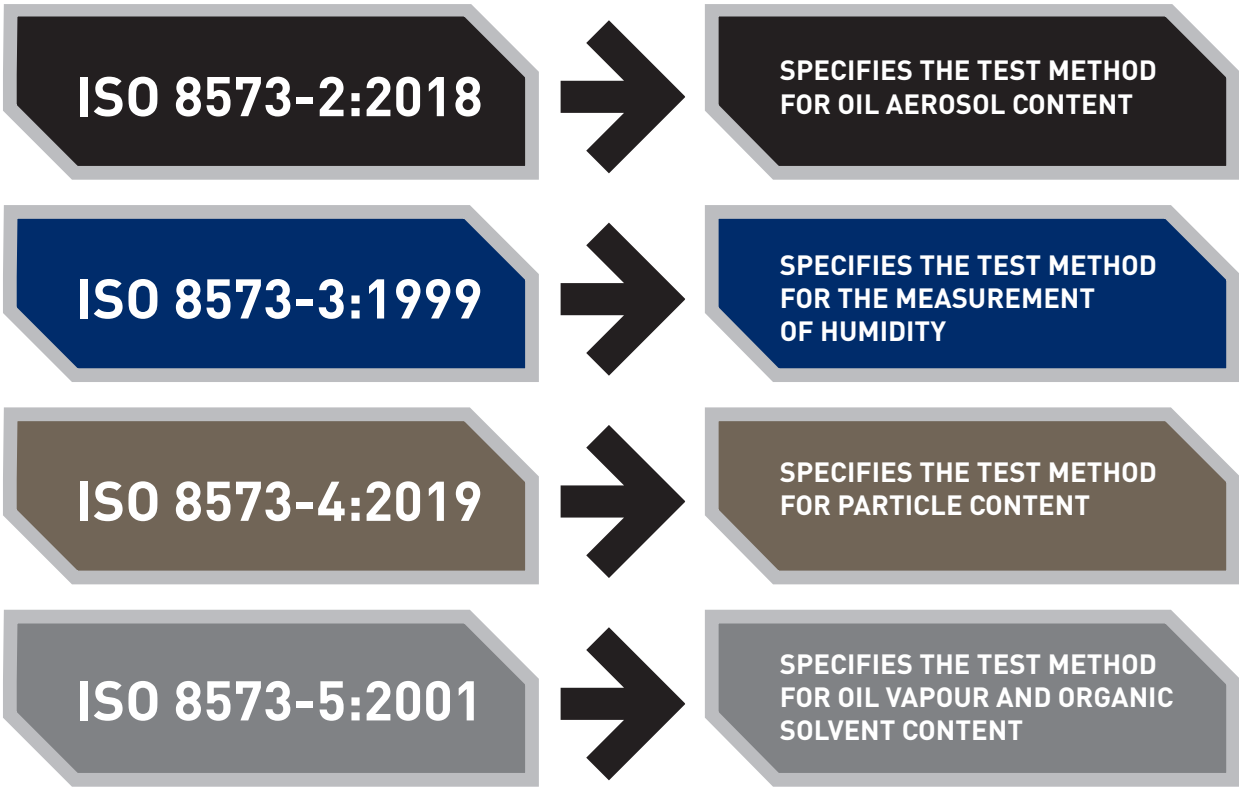 ISO 8573-2:2018
SPECIFIES THE TEST METHOD
FOR OIL AEROSOL CONTENT
ISO 8573-3:1999
SPECIFIES THE TEST METHOD
FOR THE MEASUREMENT
OF HUMIDITY
ISO 8573-4:2019
SPECIFIES THE TEST METHOD
FOR PARTICLE CONTENT
ISO 8573-5:2001
SPECIFIES THE TEST METHOD
FOR OIL VAPOUR AND ORGANIC
SOLVENT CONTENT